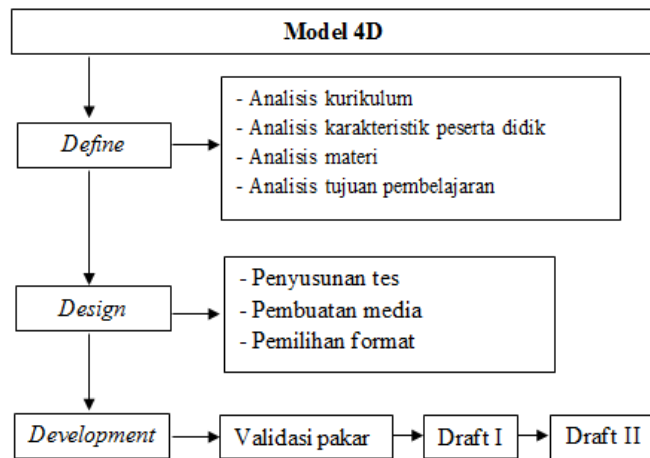 Model 4D
Define
- Analisis kurikulum
- Analisis karakteristik peserta didik
- Analisis materi
- Analisis tujuan pembelajaran
Design
- Penyusunan tes
- Pembuatan media
- Pemilihan format
Development
Validasi pakar
Draft I
Draft II